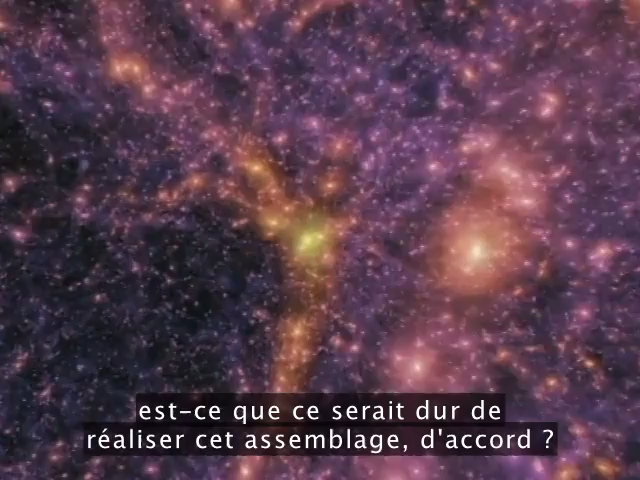 est-ce que ce serait dur de
réaliser cet assemblage, d'accord ?